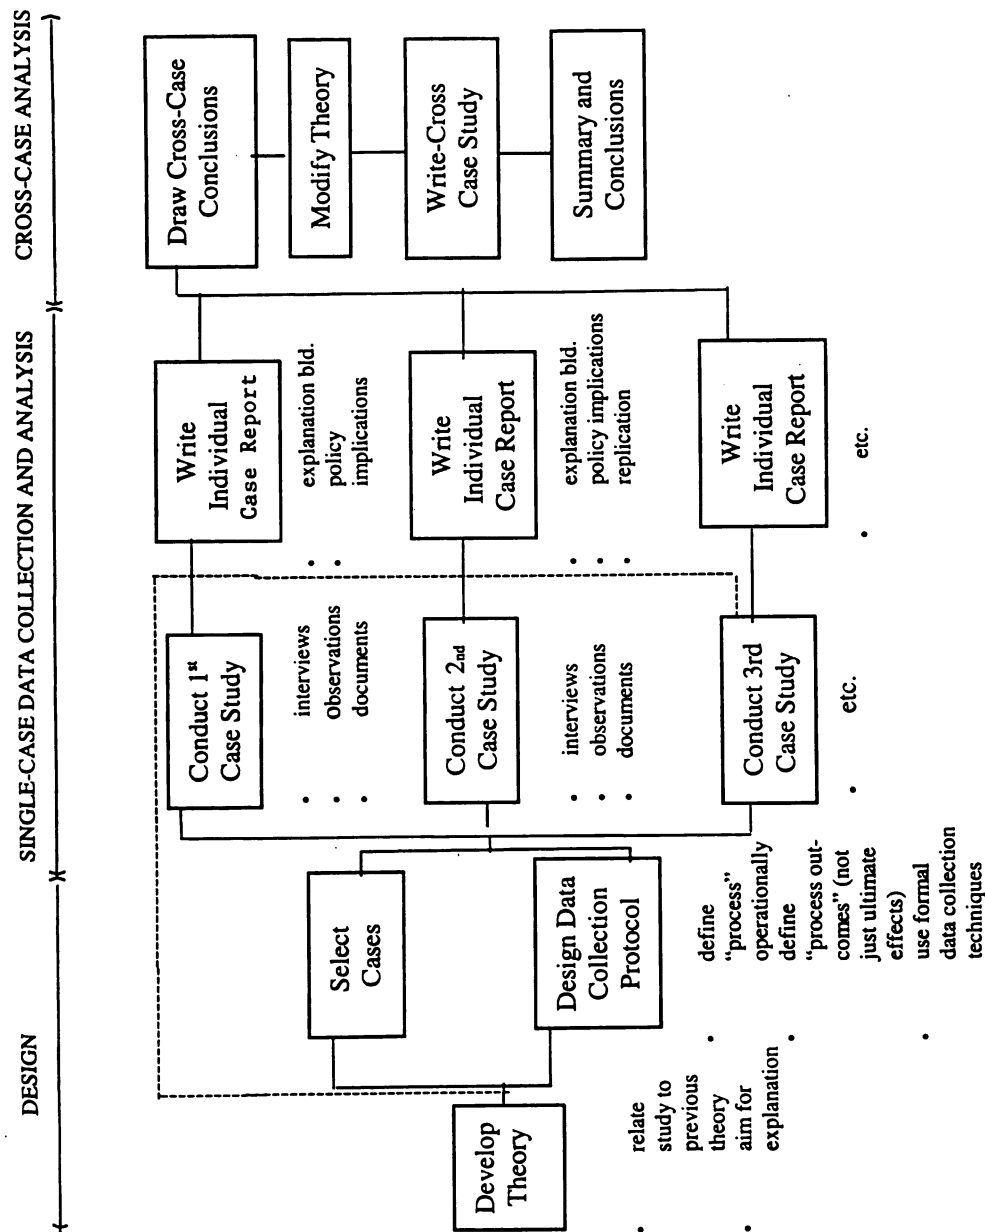 DESIGN
SINGLE-CASE DATA COLLECTION AND ANALYSIS
CROSS-CASE ANALYSIS
Develop
Theory
• relate
study to
previous
theory
• aim for
explanation
Select
Cases
Design Data
Collection
Protocol
• define
“process”
operationally
• define
“process out-
comes” (not
just ultimate
effects)
• use formal
data collection
techniques
Conduct 1st
Case Study
• interviews
• observations
• documents
Conduct 2nd
Case Study
• interviews
• observations
• documents
Conduct 3rd
Case Study
• etc.
Write
Individual
Case Report
• explanation bld.
• policy
implications
Write
Individual
Case Report
• explanation bld.
• policy implications
• replication
Write
Individual
Case Report
• etc.
Draw Cross-Case
Conclusions
Modify Theory
Write-Cross
Case Study
Summary and
Conclusions